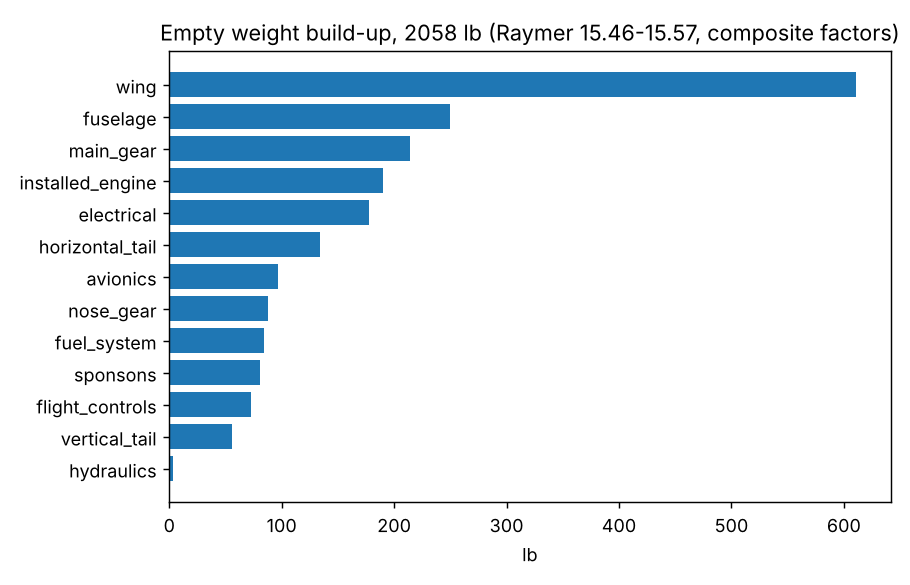 Empty weight build-up, 2058 lb (Raymer 15.46-15.57, composite factors)
wing
fuselage
main_gear
installed_engine
electrical
horizontal_tail
avionics
nose_gear
fuel_system
sponsons
flight_controls
vertical_tail
hydraulics
0 100 200 300 400 500 600
lb